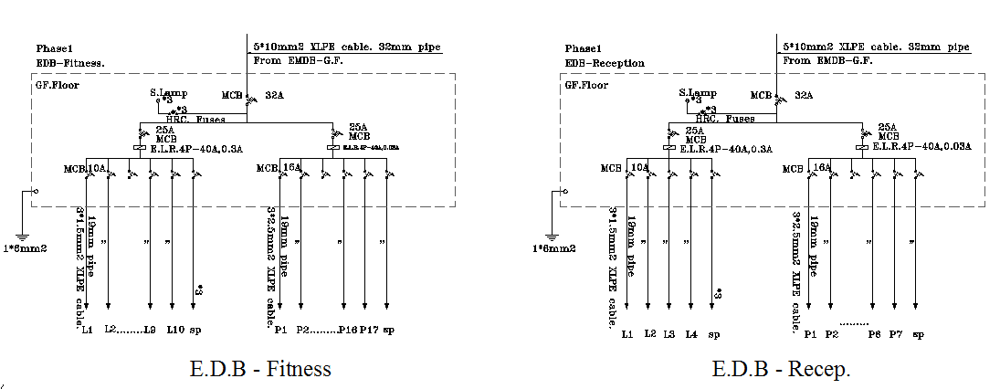 Phase1
EDB-Fitness.
5*10mm2 XLPE cable. 32mm pipe
From EMDB-G.F.
GF.Floor
S.Lamp
*3
*3
HRC. Fuses
MCB
32A
25A
MCB
E.L.R.4P-40A,0.3A
25A
MCB
E.L.R.4P-40A,0.03A
MCB
10A
MCB
16A
1*6mm2
3*1.5mm2 XLPE cable.
19mm pipe
"
"
"
*3
3*2.5mm2 XLPE cable.
19mm pipe
"
"
"
L1 L2.........L9 L10 sp
P1 P2.........P16 P17 sp
E.D.B - Fitness
Phase1
EDB-Reception
5*10mm2 XLPE cable. 32mm pipe
From EMDB-G.F.
GF.Floor
S.Lamp
*3
*3
HRC. Fuses
MCB
32A
25A
MCB
E.L.R.4P-40A,0.3A
25A
MCB
E.L.R.4P-40A,0.03A
MCB
10A
MCB
16A
1*6mm2
3*1.5mm2 XLPE cable.
19mm pipe
"
"
"
*3
3*2.5mm2 XLPE cable.
19mm pipe
"
"
"
L1 L2 L3 L4 sp
P1 P2 ......... P6 P7 sp
E.D.B - Recep.